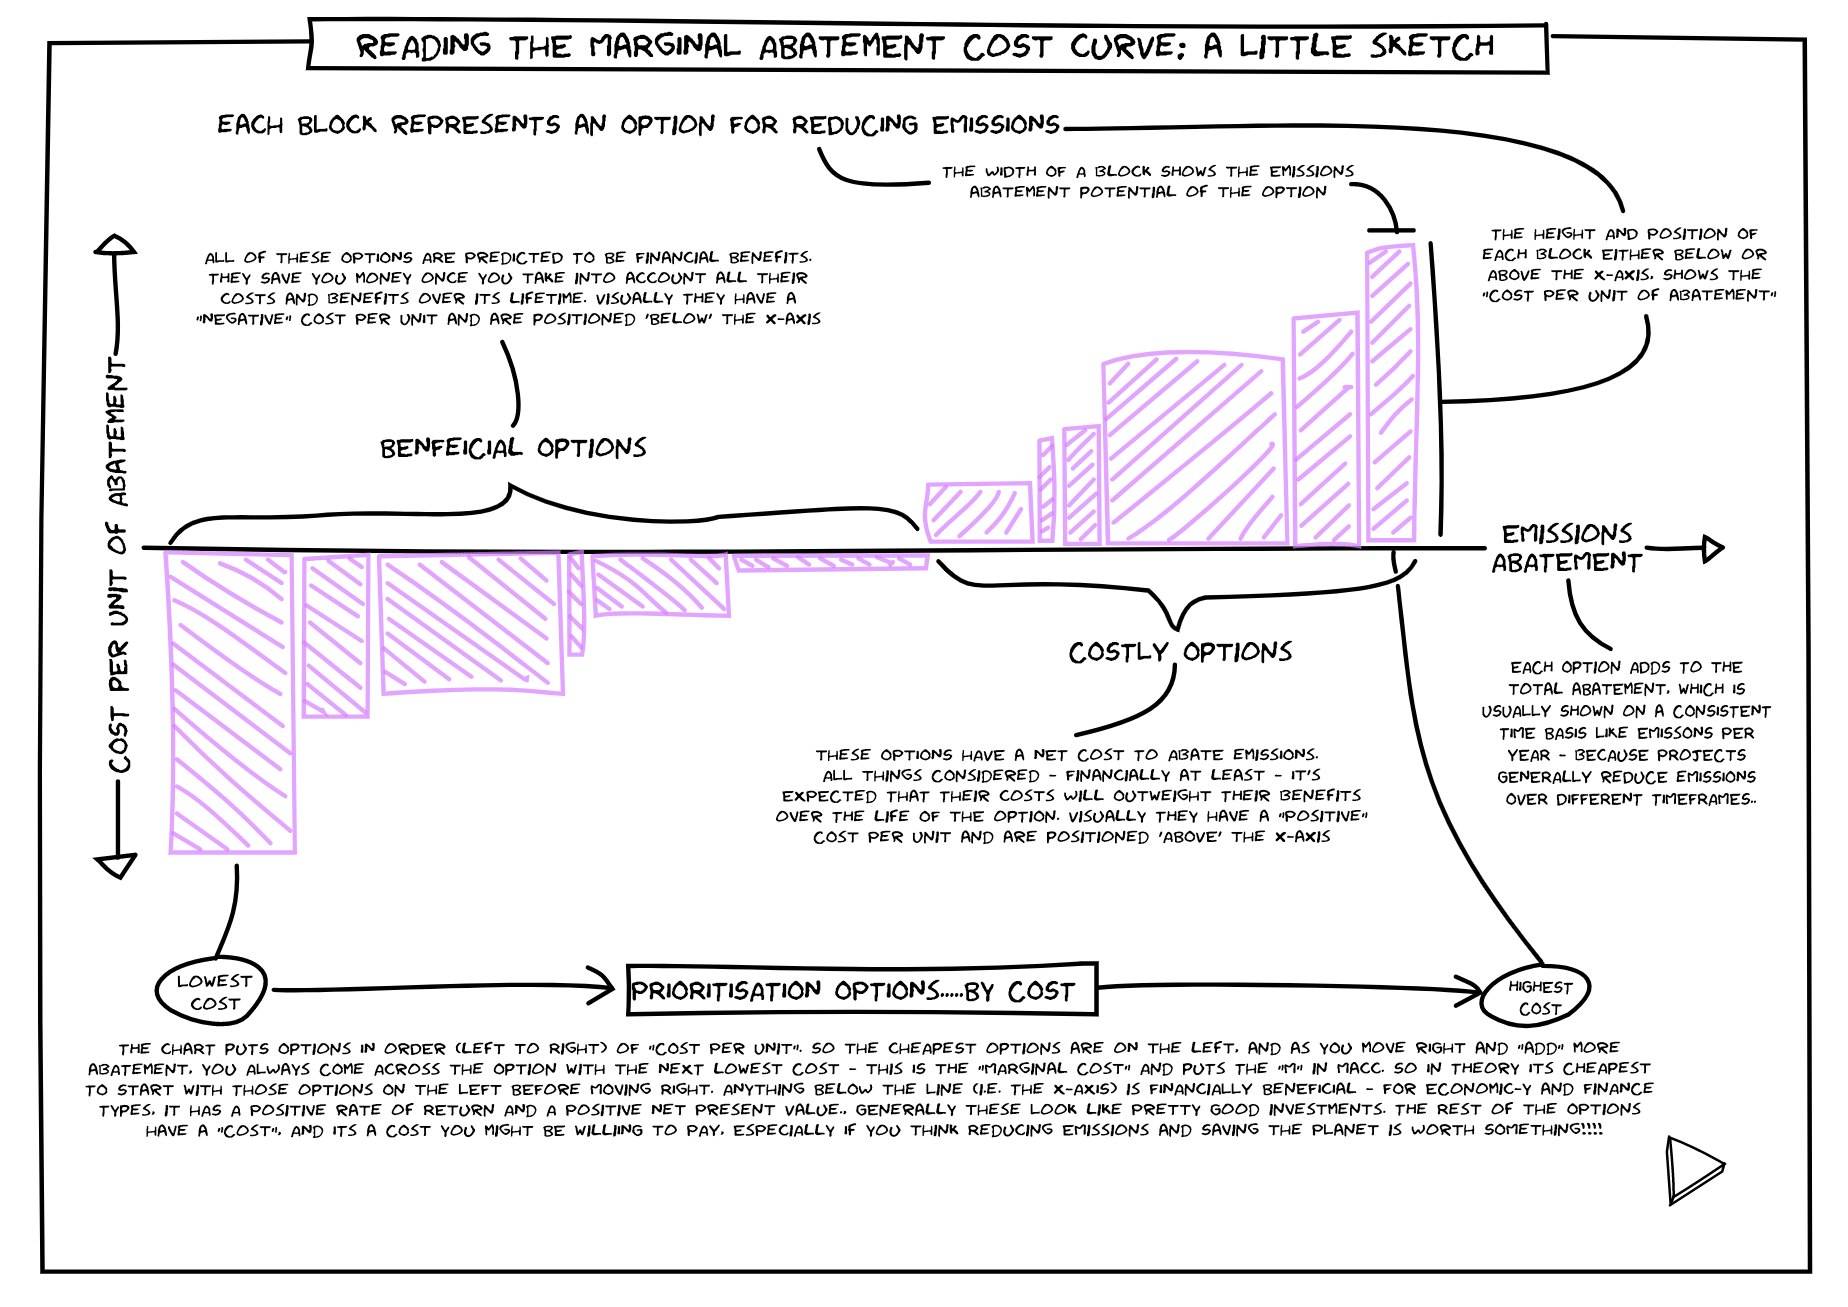 READING THE MARGINAL ABATEMENT COST CURVE: A LITTLE SKETCH
EACH BLOCK REPRESENTS AN OPTION FOR REDUCING EMISSIONS
THE WIDTH OF A BLOCK SHOWS THE EMISSIONS
ABATEMENT POTENTIAL OF THE OPTION
THE HEIGHT AND POSITION OF
EACH BLOCK EITHER BELOW OR
ABOVE THE X-AXIS, SHOWS THE
"COST PER UNIT OF ABATEMENT"
ALL OF THESE OPTIONS ARE PREDICTED TO BE FINANCIAL BENEFITS.
THEY SAVE YOU MONEY ONCE YOU TAKE INTO ACCOUNT ALL THEIR
COSTS AND BENEFITS OVER ITS LIFETIME. VISUALLY THEY HAVE A
"NEGATIVE" COST PER UNIT AND ARE POSITIONED 'BELOW' THE X-AXIS
COST PER UNIT OF ABATEMENT
BENFEICIAL OPTIONS
EMISSIONS
ABATEMENT
COSTLY OPTIONS
EACH OPTION ADDS TO THE
TOTAL ABATEMENT, WHICH IS
USUALLY SHOWN ON A CONSISTENT
TIME BASIS LIKE EMISSONS PER
YEAR - BECAUSE PROJECTS
GENERALLY REDUCE EMISSIONS
OVER DIFFERENT TIMEFRAMES..
THESE OPTIONS HAVE A NET COST TO ABATE EMISSIONS.
ALL THINGS CONSIDERED - FINANCIALLY AT LEAST - IT'S
EXPECTED THAT THEIR COSTS WILL OUTWEIGHT THEIR BENEFITS
OVER THE LIFE OF THE OPTION. VISUALLY THEY HAVE A "POSITIVE"
COST PER UNIT AND ARE POSITIONED 'ABOVE' THE X-AXIS
LOWEST
COST
PRIORITISATION OPTIONS.....BY COST
HIGHEST
COST
THE CHART PUTS OPTIONS IN ORDER (LEFT TO RIGHT) OF "COST PER UNIT". SO THE CHEAPEST OPTIONS ARE ON THE LEFT, AND AS YOU MOVE RIGHT AND "ADD" MORE
ABATEMENT, YOU ALWAYS COME ACROSS THE OPTION WITH THE NEXT LOWEST COST - THIS IS THE "MARGINAL COST" AND PUTS THE "M" IN MACC. SO IN THEORY ITS CHEAPEST
TO START WITH THOSE OPTIONS ON THE LEFT BEFORE MOVING RIGHT. ANYTHING BELOW THE LINE (I.E. THE X-AXIS) IS FINANCIALLY BENEFICIAL - FOR ECONOMIC-Y AND FINANCE
TYPES, IT HAS A POSITIVE RATE OF RETURN AND A POSITIVE NET PRESENT VALUE.. GENERALLY THESE LOOK LIKE PRETTY GOOD INVESTMENTS. THE REST OF THE OPTIONS
HAVE A "COST", AND ITS A COST YOU MIGHT BE WILLIING TO PAY, ESPECIALLY IF YOU THINK REDUCING EMISSIONS AND SAVING THE PLANET IS WORTH SOMETHING!!!!